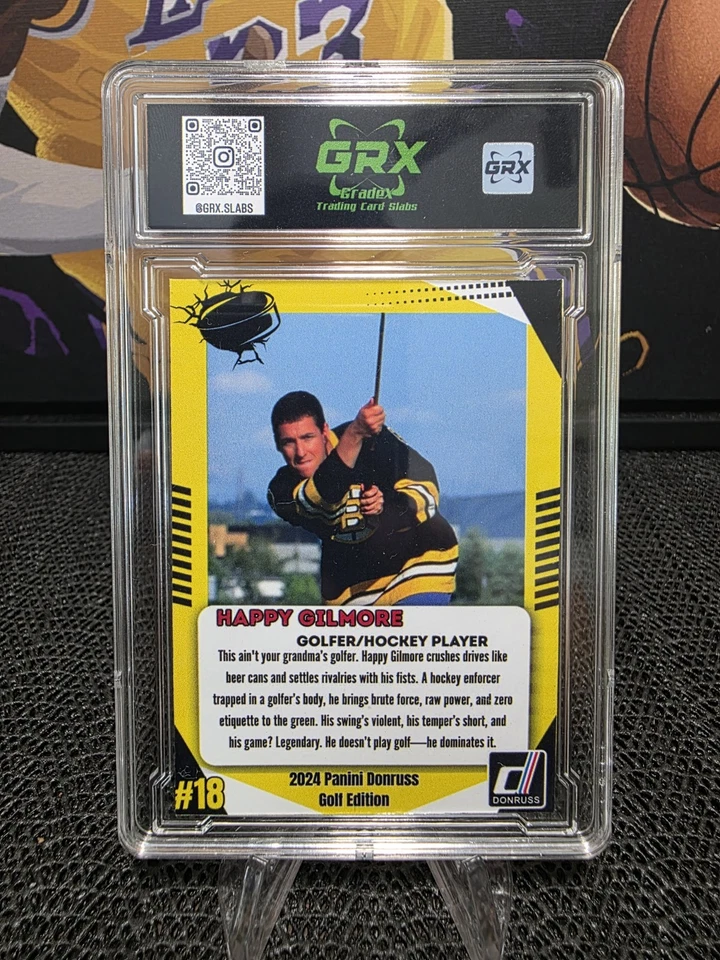 GRX
GradeX
Trading Card Slabs
@GRX.SLABS
GRX
HAPPY GILMORE
GOLFER/HOCKEY PLAYER
This ain't your grandma's golfer. Happy Gilmore crushes drives like
beer cans and settles rivalries with his fists. A hockey enforcer
trapped in a golfer's body, he brings brute force, raw power, and zero
etiquette to the green. His swing's violent, his temper's short, and
his game? Legendary. He doesn't play golf—he dominates it.
#18
2024 Panini Donruss
Golf Edition
d
DONRUSS